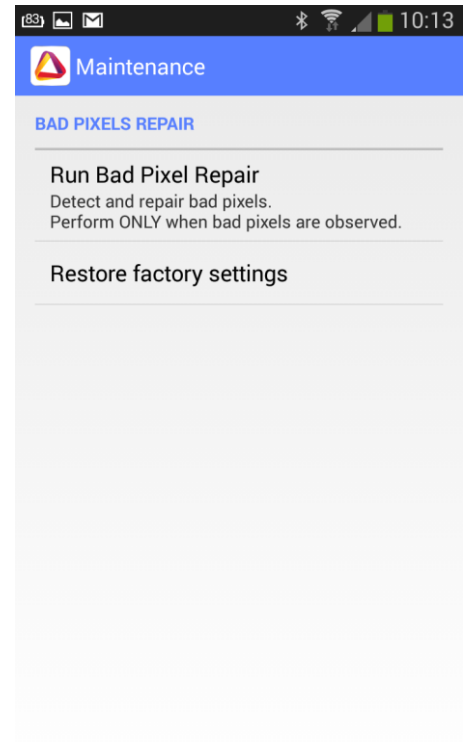 83 10:13
Maintenance
BAD PIXELS REPAIR
Run Bad Pixel Repair
Detect and repair bad pixels.
Perform ONLY when bad pixels are observed.
Restore factory settings